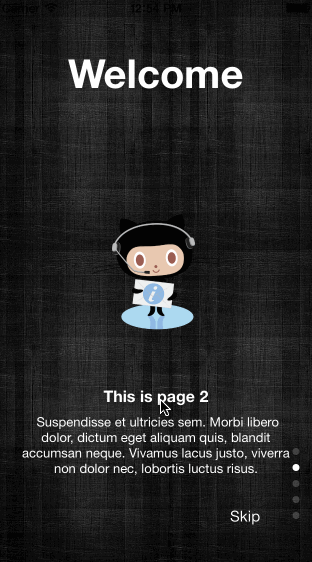 12:54 PM
Welcome
i
This is page 2
Suspendisse et ultricies sem. Morbi libero
dolor, dictum eget aliquam quis, blandit
accumsan neque. Vivamus lacus justo, viverra
non dolor nec, lobortis luctus risus.
Skip